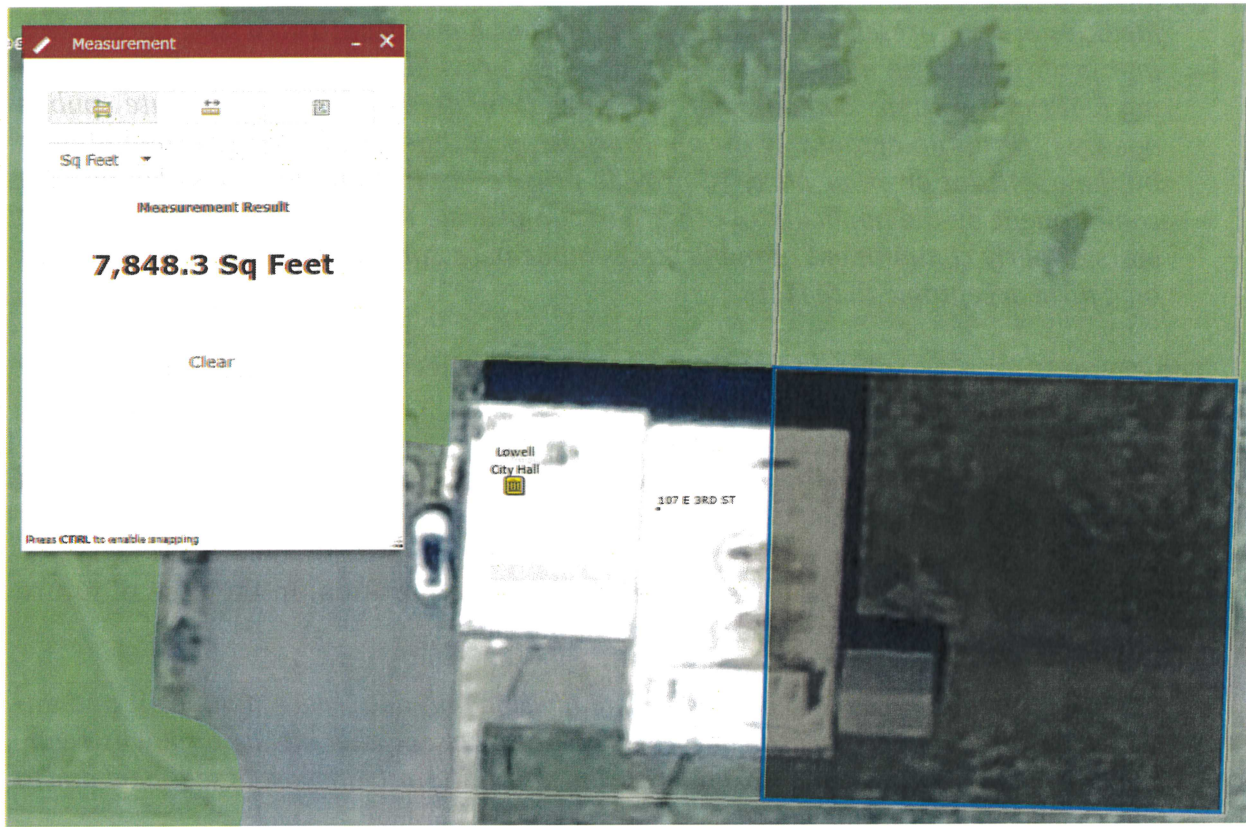 Measurement
Sq Feet
Measurement Result
7,848.3 Sq Feet
Clear
Press CTRL to enable snapping
Lowell
City Hall
107 E 3RD ST